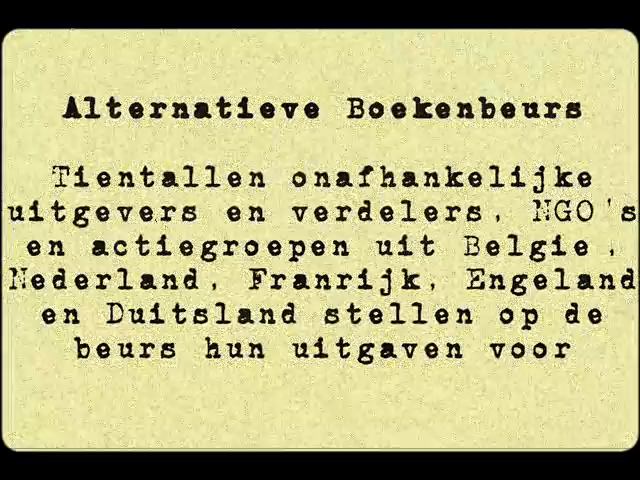 Alternatieve Boekenbeurs
Tientallen onafhankelijke
uitgevers en verdelers, NGO's
en actiegroepen uit Belgie,
Nederland, Franrijk, Engeland
en Duitsland stellen op de
beurs hun uitgaven voor